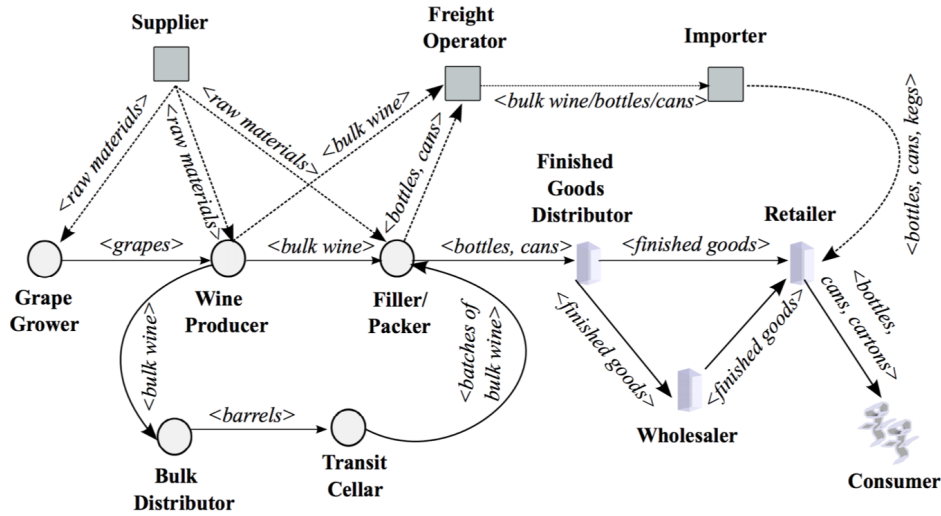 Supplier
Freight
Operator
Importer
<raw materials>
<raw materials>
<raw materials>
<bulk wine>
<bottles, cans>
<bulk wine/bottles/cans>
<bottles, cans, kegs>
Finished
Goods
Distributor
Retailer
<grapes>
<bulk wine>
<bottles, cans>
<finished goods>
Grape
Grower
Wine
Producer
Filler/
Packer
<bulk wine>
<batches of
bulk wine>
<finished goods>
<finished goods>
<bottles,
cans, cartons>
<barrels>
Wholesaler
Bulk
Distributor
Transit
Cellar
Consumer